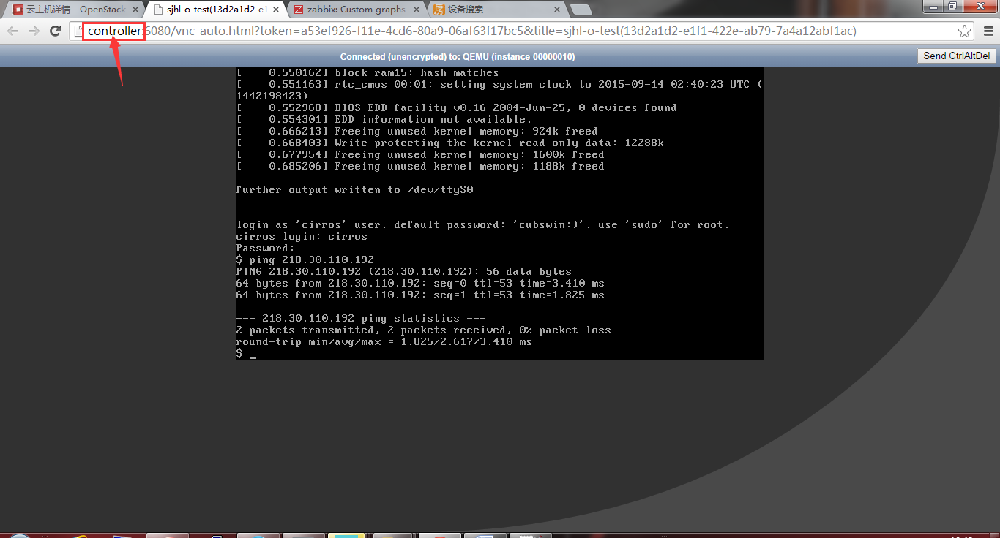 云主机详情 - OpenStack
sjhl-o-test(13d2a1d2-e1
zabbix: Custom graphs
设备搜索
controller:6080/vnc_auto.html?token=a53ef926-f11e-4cd6-80a9-06af63f17bc5&title=sjhl-o-test(13d2a1d2-e1f1-422e-ab79-7a4a12abf1ac)
Connected (unencrypted) to: QEMU (instance-00000010)
Send CtrlAltDel
[    0.550162] block ram15: hash matches
[    0.551163] rtc_cmos 00:01: setting system clock to 2015-09-14 02:40:23 UTC (
1442198423)
[    0.552968] BIOS EDD facility v0.16 2004-Jun-25, 0 devices found
[    0.554301] EDD information not available.
[    0.666213] Freeing unused kernel memory: 924k freed
[    0.668403] Write protecting the kernel read-only data: 12288k
[    0.677954] Freeing unused kernel memory: 1600k freed
[    0.685206] Freeing unused kernel memory: 1188k freed
further output written to /dev/ttyS0
login as 'cirros' user. default password: 'cubswin:)'. use 'sudo' for root.
cirros login: cirros
Password:
$ ping 218.30.110.192
PING 218.30.110.192 (218.30.110.192): 56 data bytes
64 bytes from 218.30.110.192: seq=0 ttl=53 time=3.410 ms
64 bytes from 218.30.110.192: seq=1 ttl=53 time=1.825 ms
--- 218.30.110.192 ping statistics ---
2 packets transmitted, 2 packets received, 0% packet loss
round-trip min/avg/max = 1.825/2.617/3.410 ms
$ _